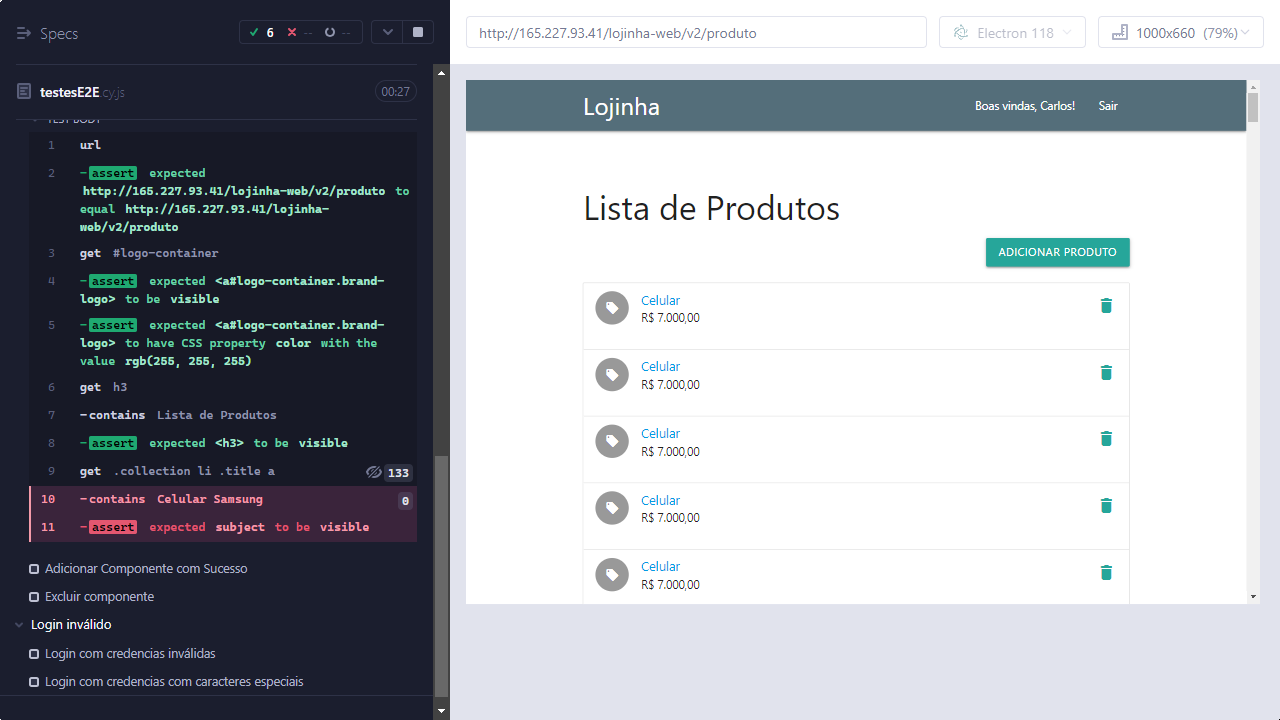 Specs
6
--
--
http://165.227.93.41/lojinha-web/v2/produto
Electron 118
1000x660 (79%)
testesE2E.cy.js
00:27
TEST BODY
1 url
2 -assert expected
http://165.227.93.41/lojinha-web/v2/produto to
equal http://165.227.93.41/lojinha-
web/v2/produto
3 get #logo-container
4 -assert expected <a#logo-container.brand-
logo> to be visible
5 -assert expected <a#logo-container.brand-
logo> to have CSS property color with the
value rgb(255, 255, 255)
6 get h3
7 -contains Lista de Produtos
8 -assert expected <h3> to be visible
9 get .collection li .title a 133
10 -contains Celular Samsung 0
11 -assert expected subject to be visible
Adicionar Componente com Sucesso
Excluir componente
Login inválido
Login com credencias inválidas
Login com credencias com caracteres especiais
Lojinha
Boas vindas, Carlos!
Sair
Lista de Produtos
ADICIONAR PRODUTO
Celular
R$ 7.000,00
Celular
R$ 7.000,00
Celular
R$ 7.000,00
Celular
R$ 7.000,00
Celular
R$ 7.000,00